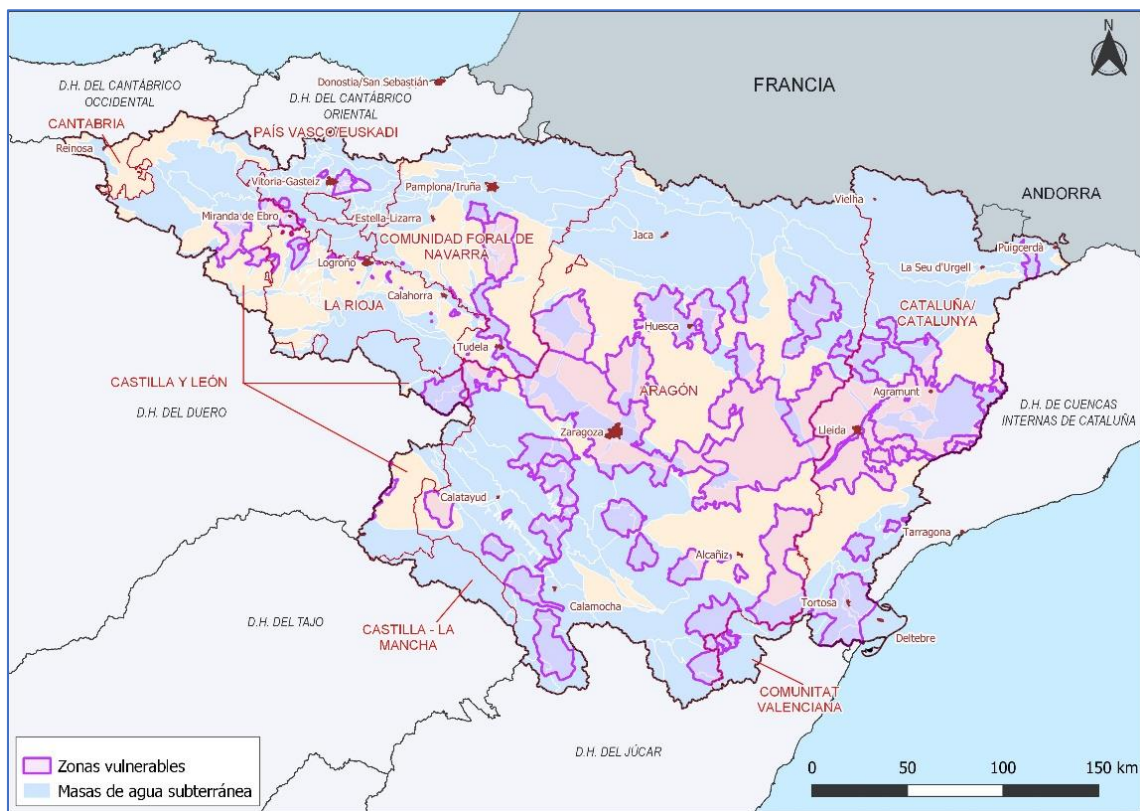 FRANCIA
Donostia/San Sebastián
D.H. DEL CANTÁBRICO
OCCIDENTAL
D.H. DEL CANTÁBRICO
ORIENTAL
CANTABRIA
PAÍS VASCO/EUSKADI
Reinosa
Vitoria-Gasteiz
Pamplona/Iruña
ANDORRA
Vielha
Miranda de Ebro
Estella-Lizarra
COMUNIDAD FORAL DE
NAVARRA
Jaca
Puigcerdà
La Seu d'Urgell
Logroño
LA RIOJA
Calahorra
CATALUÑA/
CATALUNYA
Huesca
Tudela
CASTILLA Y LEÓN
ARAGÓN
Agramunt
D.H. DEL DUERO
D.H. DE CUENCAS
INTERNAS DE CATALUÑA
Zaragoza
Lleida
Calatayud
Tarragona
Alcañiz
Calamocha
Tortosa
D.H. DEL TAJO
CASTILLA - LA
MANCHA
Deltebre
COMUNITAT
VALENCIANA
D.H. DEL JÚCAR
Zonas vulnerables
Masas de agua subterránea
0 50 100 150 km